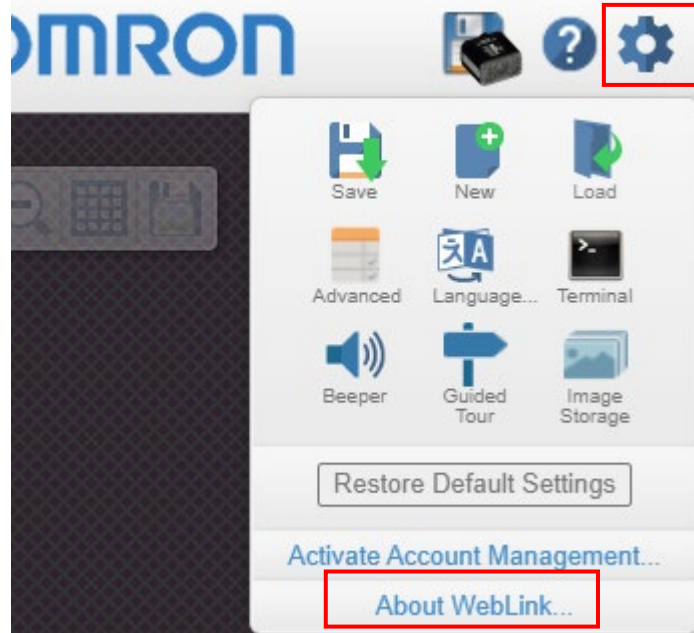 OMRON
?
Save New Load
A
>_
Advanced Language... Terminal
Beeper Guided Tour Image Storage
Restore Default Settings
Activate Account Management...
About WebLink...